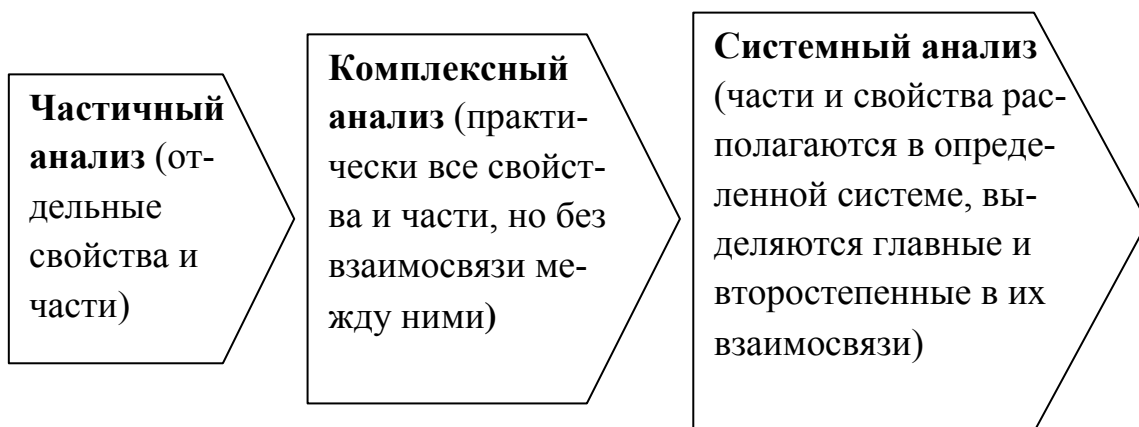 Частичный
анализ (от-
дельные
свойства и
части)
Комплексный
анализ (практи-
чески все свойст-
ва и части, но без
взаимосвязи ме-
жду ними)
Системный анализ
(части и свойства рас-
полагаются в опреде-
ленной системе, вы-
деляются главные и
второстепенные в их
взаимосвязи)